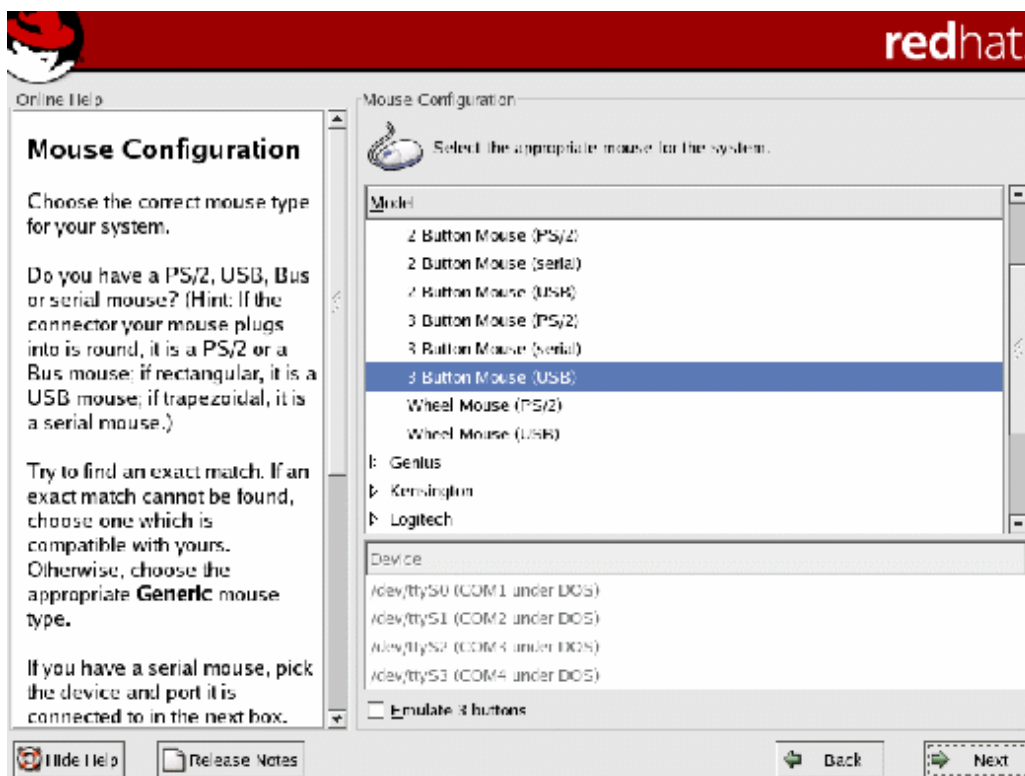 redhat.
Online Help
Mouse Configuration
Choose the correct mouse type
for your system.
Do you have a PS/2, USB, Bus
or serial mouse? (Hint: If the
connector your mouse plugs
into is round, it is a PS/2 or a
Bus mouse; if rectangular, it is a
USB mouse; if trapezoidal, it is
a serial mouse.)
Try to find an exact match. If an
exact match cannot be found,
choose one which is
compatible with yours.
Otherwise, choose the
appropriate Generic mouse
type.
If you have a serial mouse, pick
the device and port it is
connected to in the next box.
Mouse Configuration
Select the appropriate mouse for the system.
Model
2 Button Mouse (PS/2)
2 Button Mouse (serial)
2 Button Mouse (USB)
3 Button Mouse (PS/2)
3 Button Mouse (serial)
3 Button Mouse (USB)
Wheel Mouse (PS/2)
Wheel Mouse (USB)
Genius
Kensington
Logitech
Device
/dev/ttyS0 (COM1 under DOS)
/dev/ttyS1 (COM2 under DOS)
/dev/ttyS2 (COM3 under DOS)
/dev/ttyS3 (COM4 under DOS)
Emulate 3 buttons
Hide Help
Release Notes
Back
Next